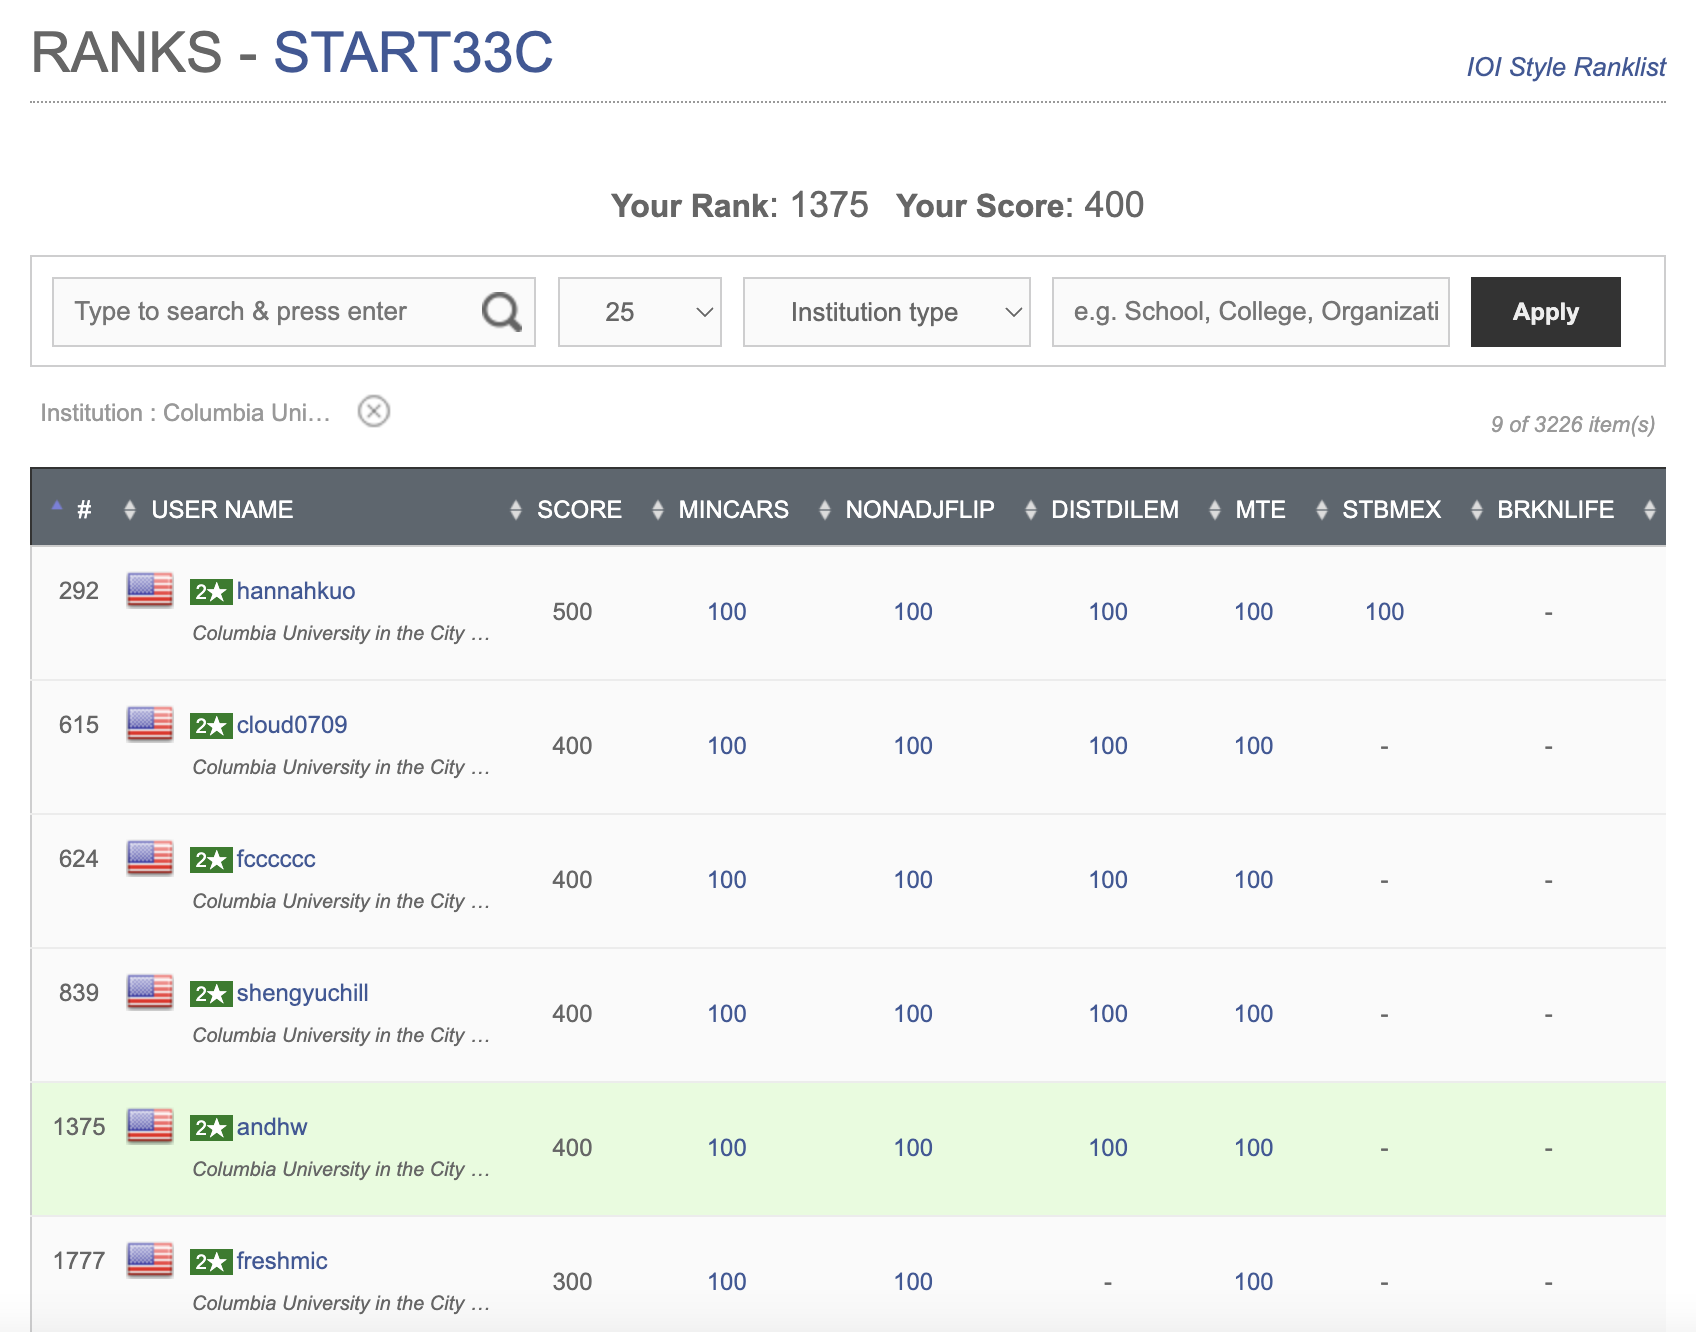 RANKS - START33C
IOI Style Ranklist
Your Rank: 1375 Your Score: 400
Type to search & press enter 25 Institution type e.g. School, College, Organizati Apply
Institution : Columbia Uni...
9 of 3226 item(s)
# USER NAME SCORE MINCARS NONADJFLIP DISTDILEM MTE STBMEX BRKNLIFE
292 2★ hannahkuo
Columbia University in the City ...
500 100 100 100 100 100 -
615 2★ cloud0709
Columbia University in the City ...
400 100 100 100 100 - -
624 2★ fcccccc
Columbia University in the City ...
400 100 100 100 100 - -
839 2★ shengyuchill
Columbia University in the City ...
400 100 100 100 100 - -
1375 2★ andhw
Columbia University in the City ...
400 100 100 100 100 - -
1777 2★ freshmic
Columbia University in the City ...
300 100 100 - 100 - -